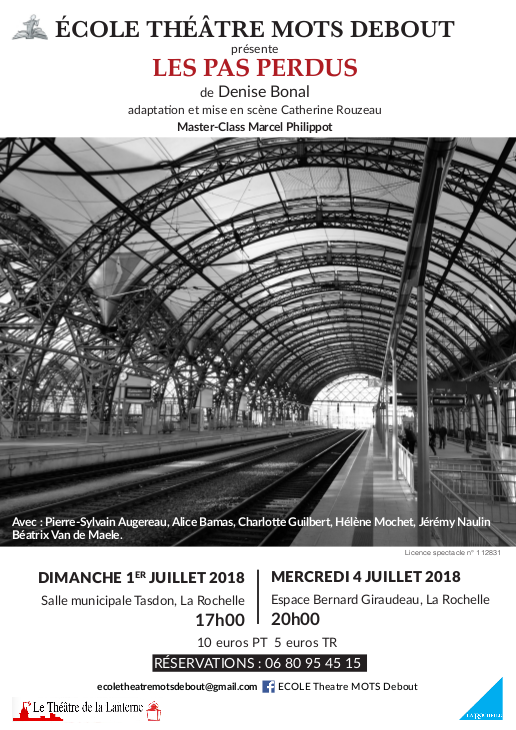 ÉCOLE THÉÂTRE MOTS DEBOUT
présente
LES PAS PERDUS
de Denise Bonal
adaptation et mise en scène Catherine Rouzeau
Master-Class Marcel Philippot
Avec : Pierre-Sylvain Augereau, Alice Bamas, Charlotte Guilbert, Hélène Mochet, Jérémy Naulin
Béatrix Van de Maele.
Licence spectacle n° 112831
DIMANCHE 1ER JUILLET 2018
Salle municipale Tasdon, La Rochelle
17h00
MERCREDI 4 JUILLET 2018
Espace Bernard Giraudeau, La Rochelle
20h00
10 euros PT 5 euros TR
RÉSERVATIONS : 06 80 95 45 15
ecoletheatremotsdebout@gmail.com ECOLE Theatre MOTS Debout
Le Théâtre de la Lanterne